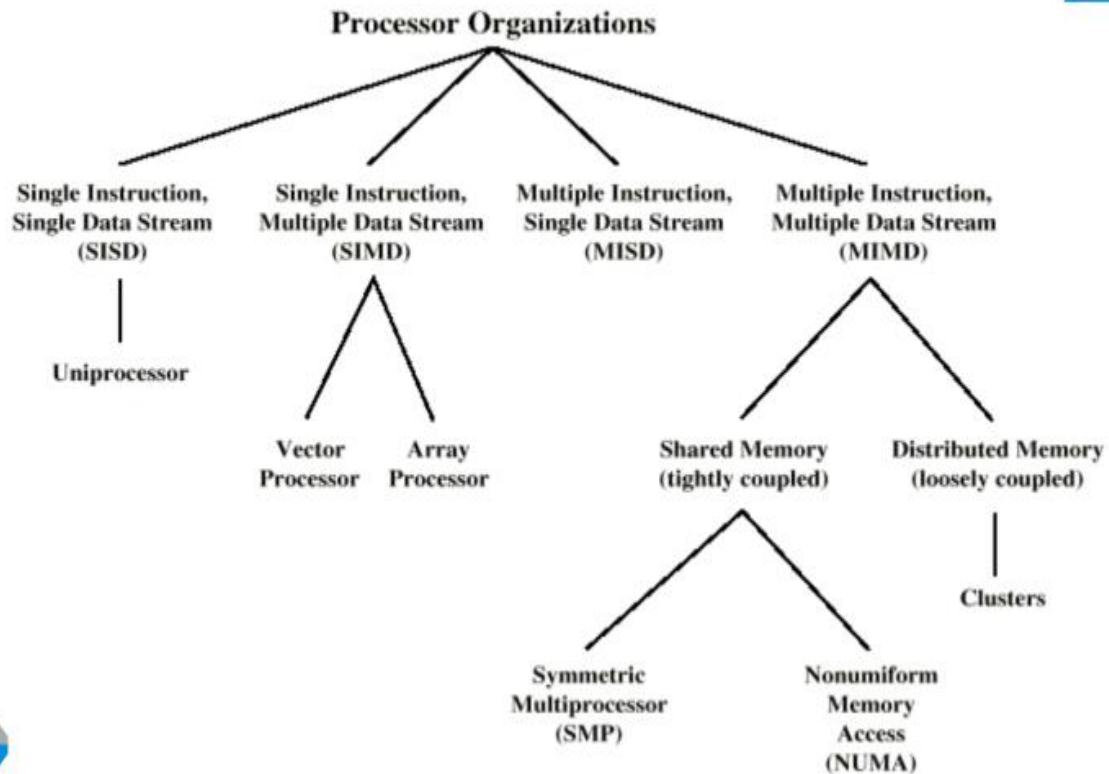 Processor Organizations
Single Instruction,
Single Data Stream
(SISD)
Single Instruction,
Multiple Data Stream
(SIMD)
Multiple Instruction,
Single Data Stream
(MISD)
Multiple Instruction,
Multiple Data Stream
(MIMD)
Uniprocessor
Vector
Processor
Array
Processor
Shared Memory
(tightly coupled)
Distributed Memory
(loosely coupled)
Clusters
Symmetric
Multiprocessor
(SMP)
Nonumiform
Memory
Access
(NUMA)